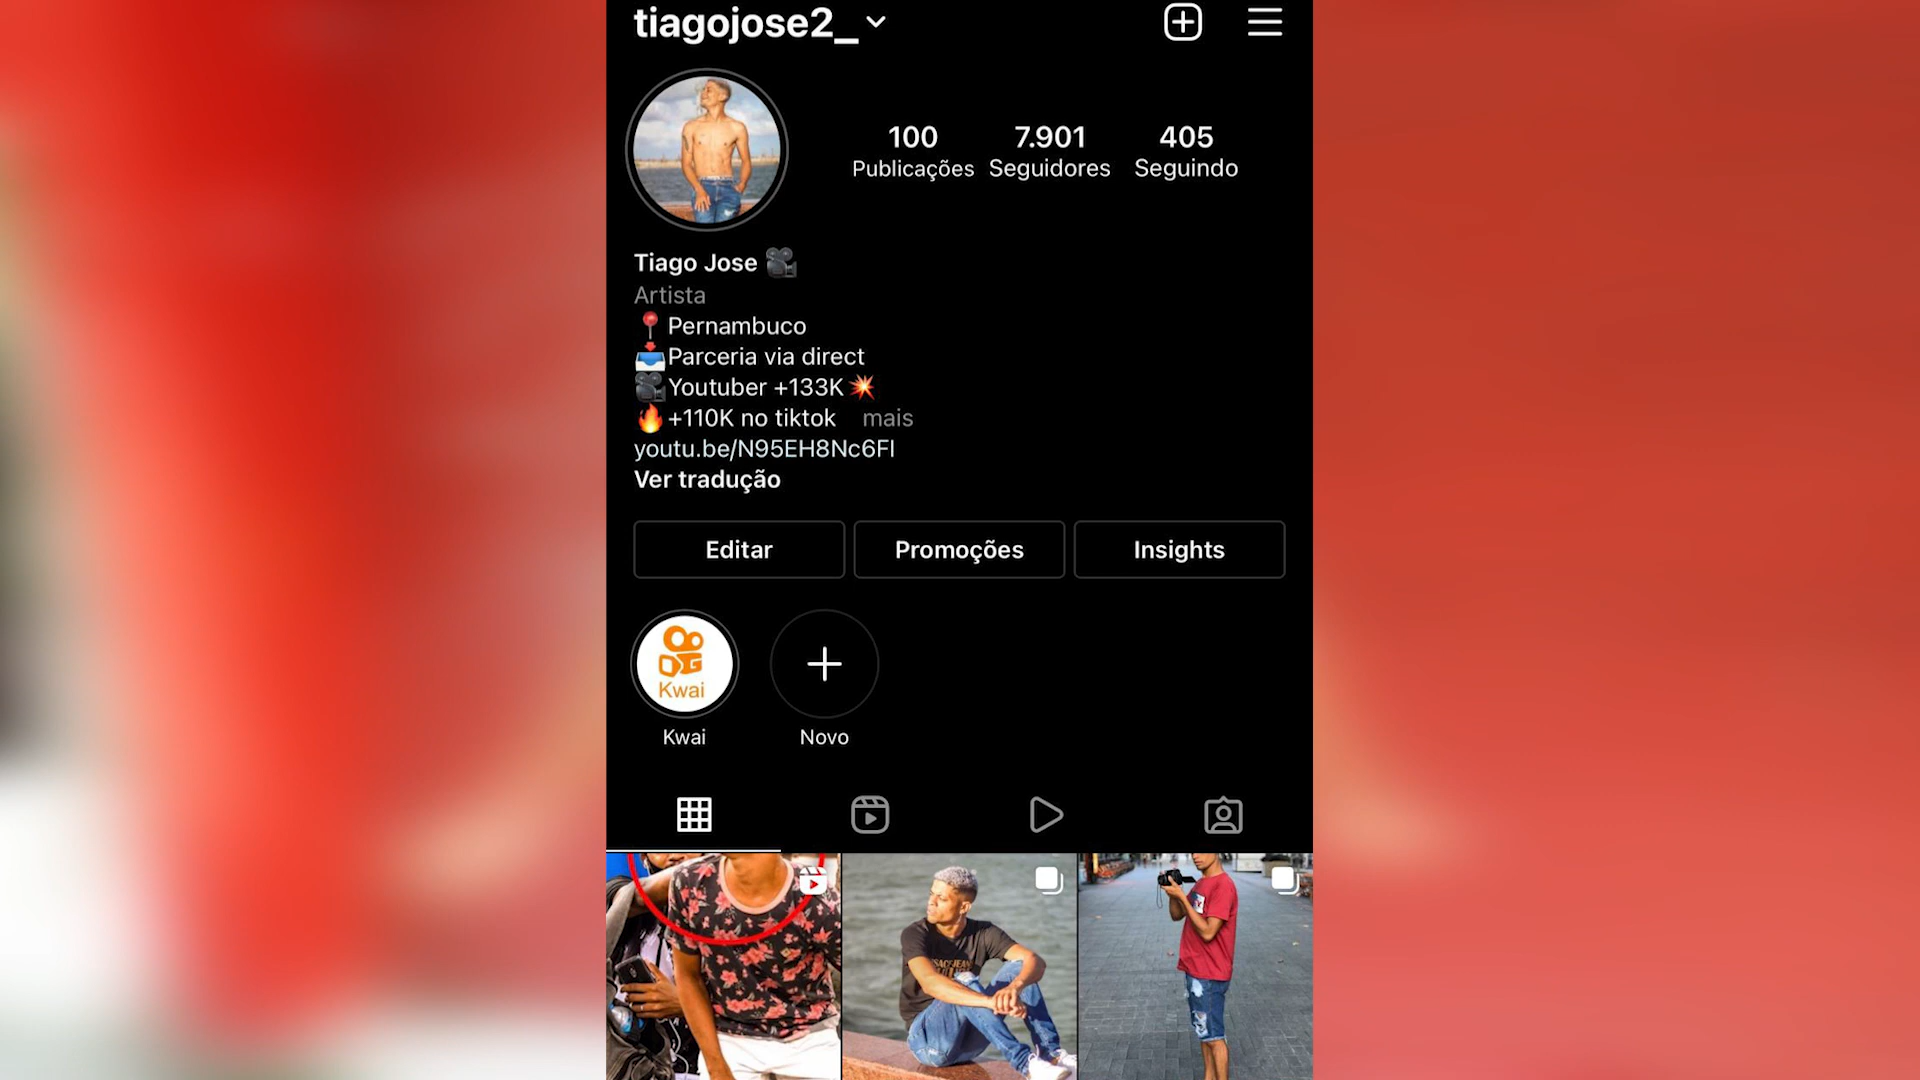 tiagojose2_
100 7.901 405
Publicações Seguidores Seguindo
Tiago Jose
Artista
Pernambuco
Parceria via direct
Youtuber +133K
+110K no tiktok mais
youtu.be/N95EH8Nc6FI
Ver tradução
Editar Promoções Insights
Kwai
Kwai Novo